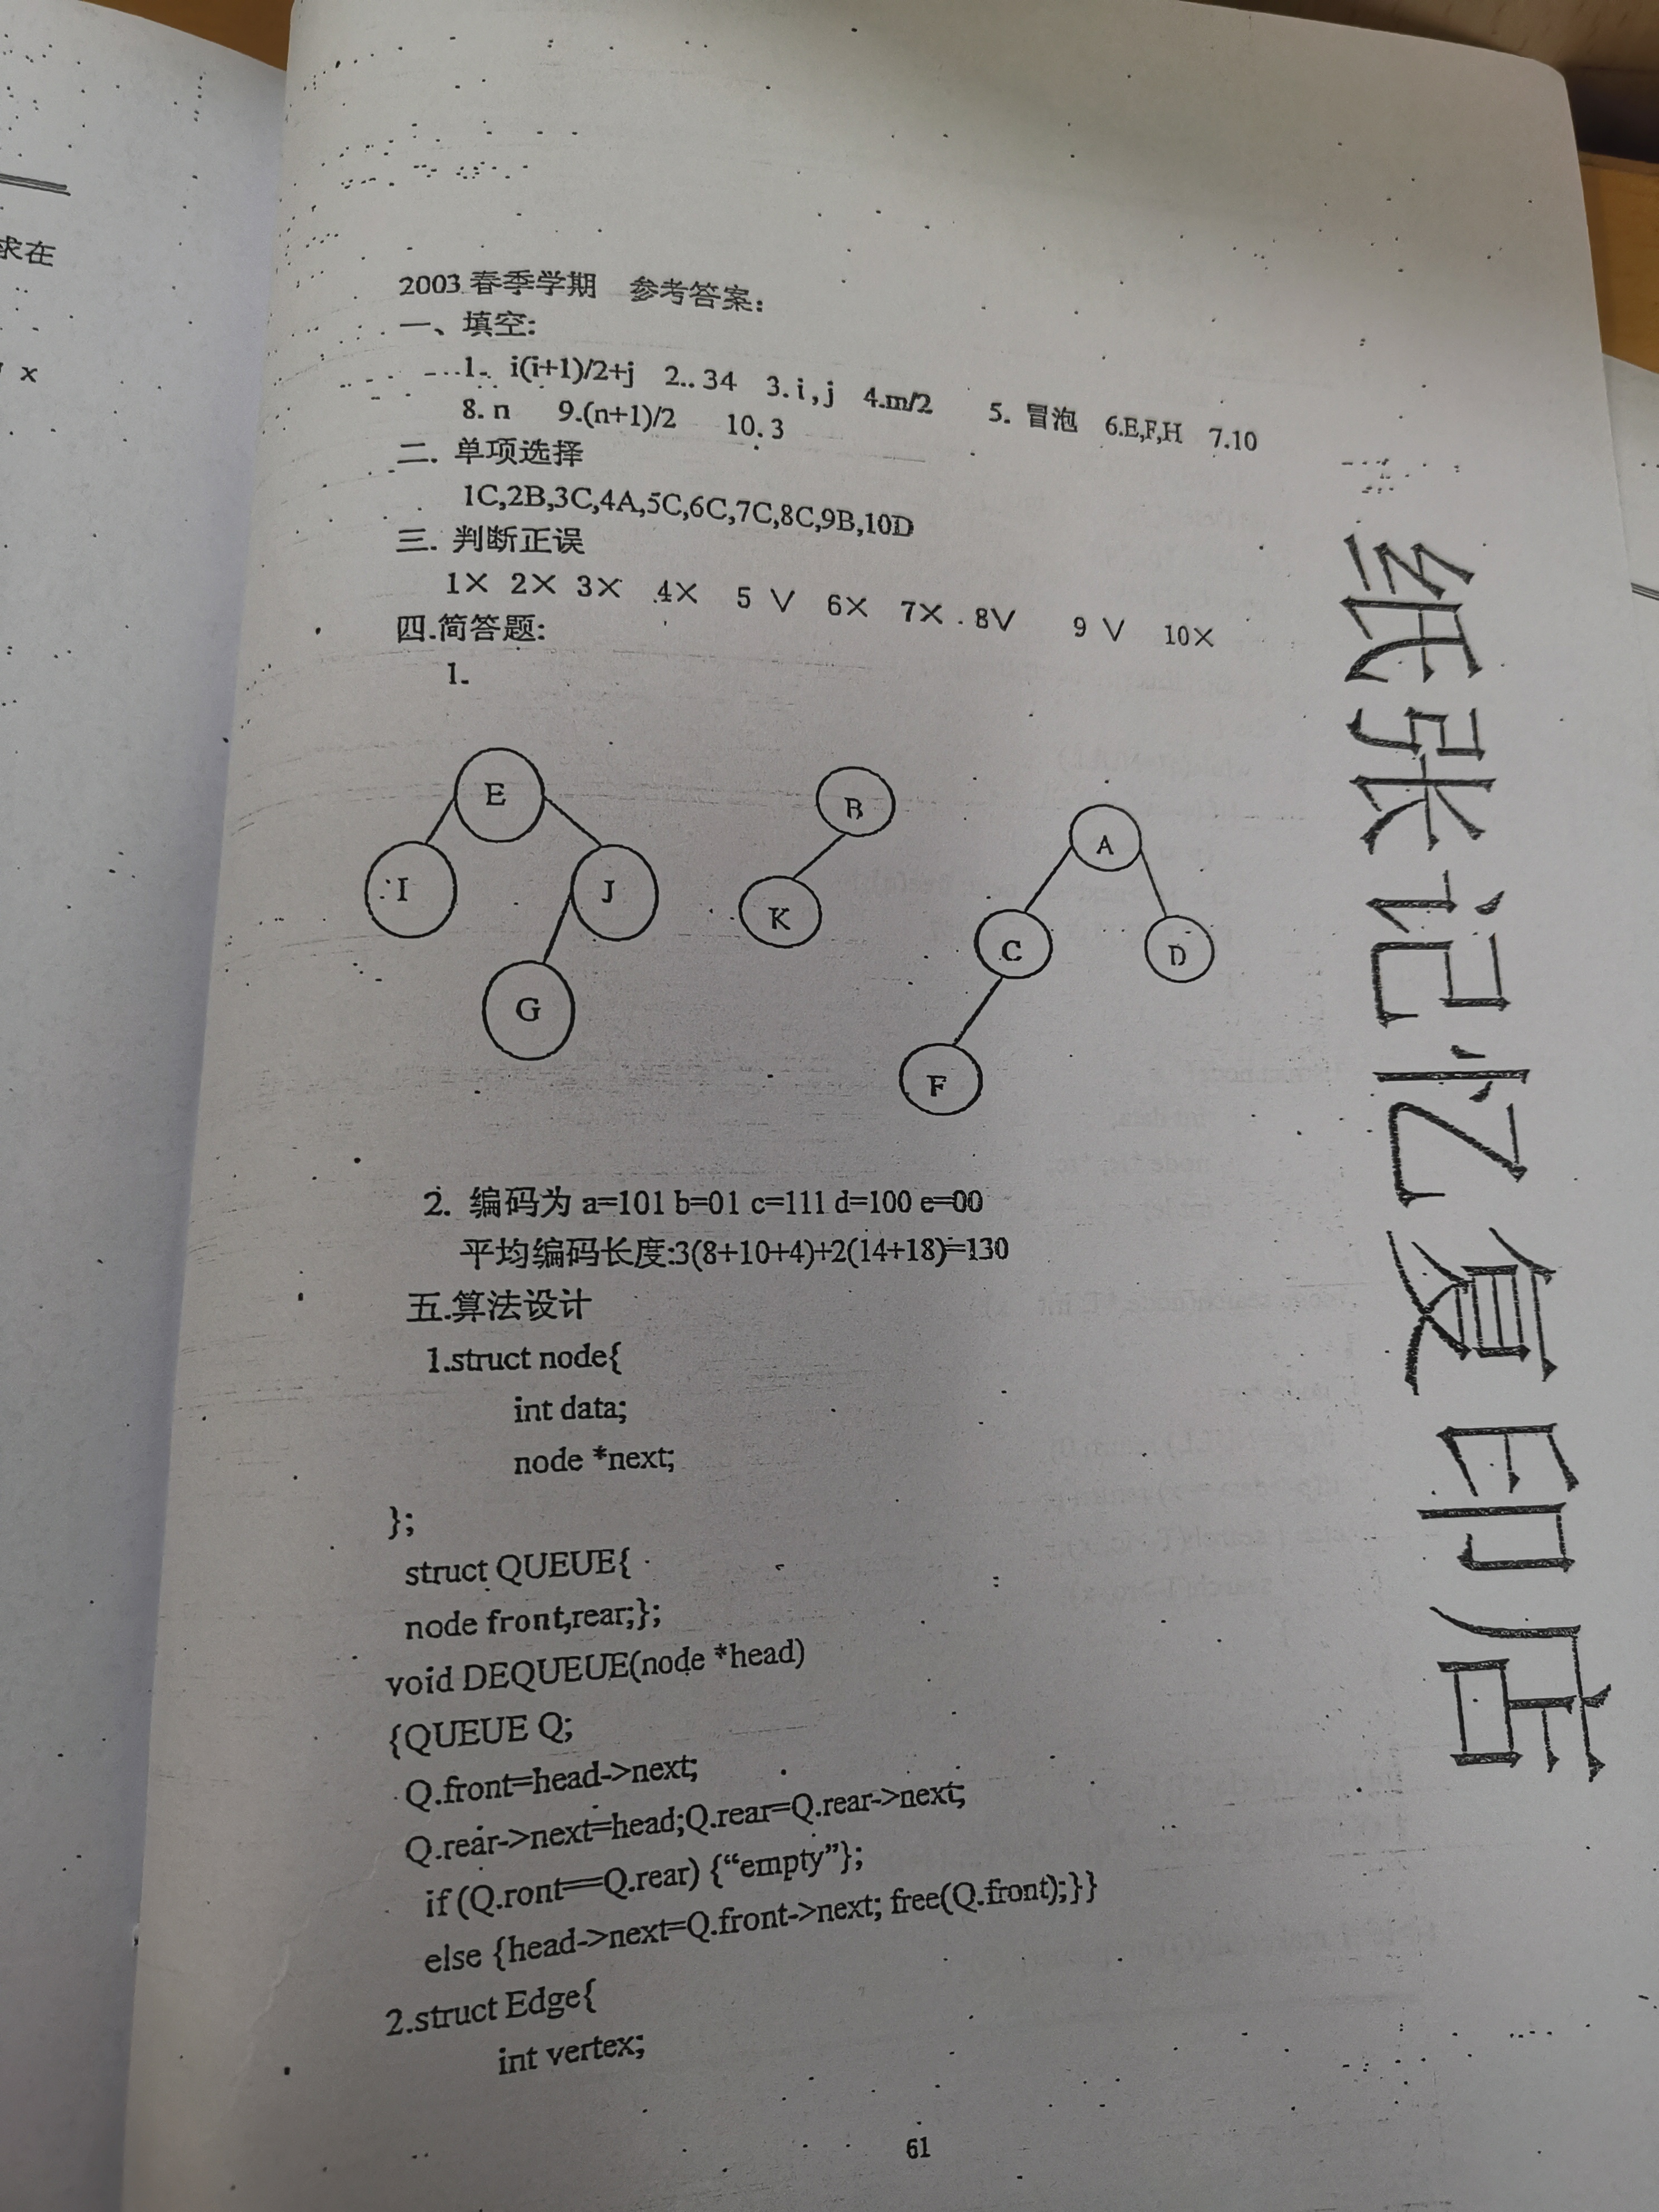 求在
x
2003 春季学期 参考答案:
一、填空:
1. i(i+1)/2+j 2..34 3. i , j 4.m/2 5. 冒泡 6.E,F,H 7.10
8. n 9.(n+1)/2 10. 3
二. 单项选择
1C,2B,3C,4A,5C,6C,7C,8C,9B,10D
三. 判断正误
1× 2× 3× 4× 5 ∨ 6× 7× 8∨ 9 ∨ 10×
四.简答题:
1.
E
I
J
G
B
K
A
C
D
F
2. 编码为 a=101 b=01 c=111 d=100 e=00
平均编码长度:3(8+10+4)+2(14+18)=130
五.算法设计
1.struct node{
int data;
node *next;
};
struct QUEUE{
node front,rear;};
void DEQUEUE(node *head)
{QUEUE Q;
Q.front=head->next;
Q.rear->next=head;Q.rear=Q.rear->next;
if (Q.ront==Q.rear) {“empty”};
else {head->next=Q.front->next; free(Q.front);}}
2.struct Edge{
int vertex;
61
纸张记忆复印店